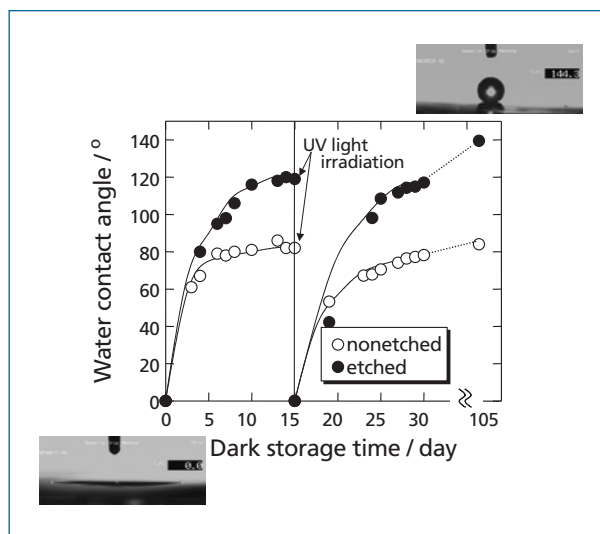 144.3
140
120
100
80
60
40
20
0
Water contact angle / °
UV light
irradiation
nonetched
etched
0 5 10 15 20 25 30 105
Dark storage time / day
0.0